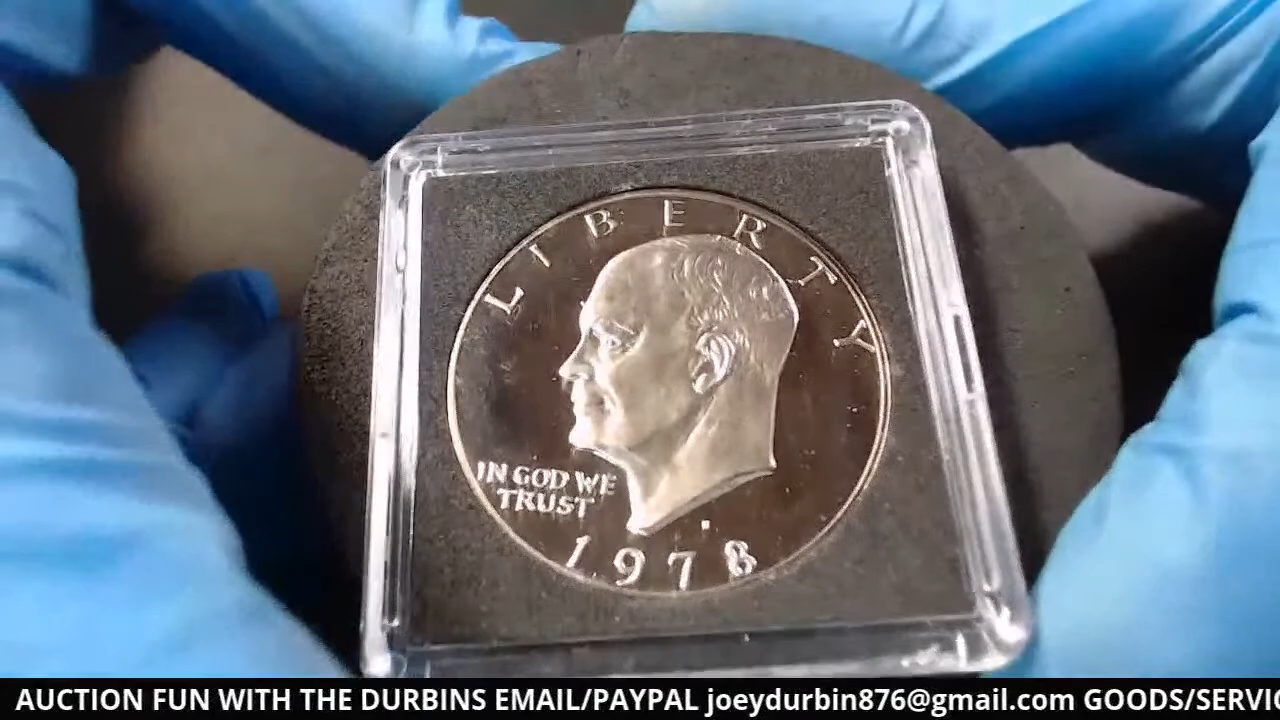 LIBERTY
IN GOD WE
TRUST
1978
AUCTION FUN WITH THE DURBINS EMAIL/PAYPAL joeydurbin876@gmail.com GOODS/SERVIC